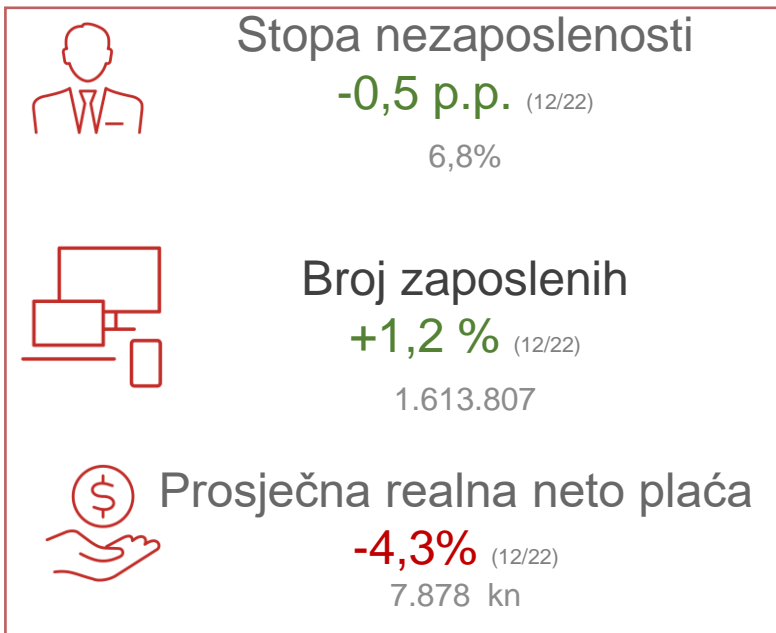 Stopa nezaposlenosti
-0,5 p.p. (12/22)
6,8%
Broj zaposlenih
+1,2 % (12/22)
1.613.807
$ Prosječna realna neto plaća
-4,3% (12/22)
7.878 kn